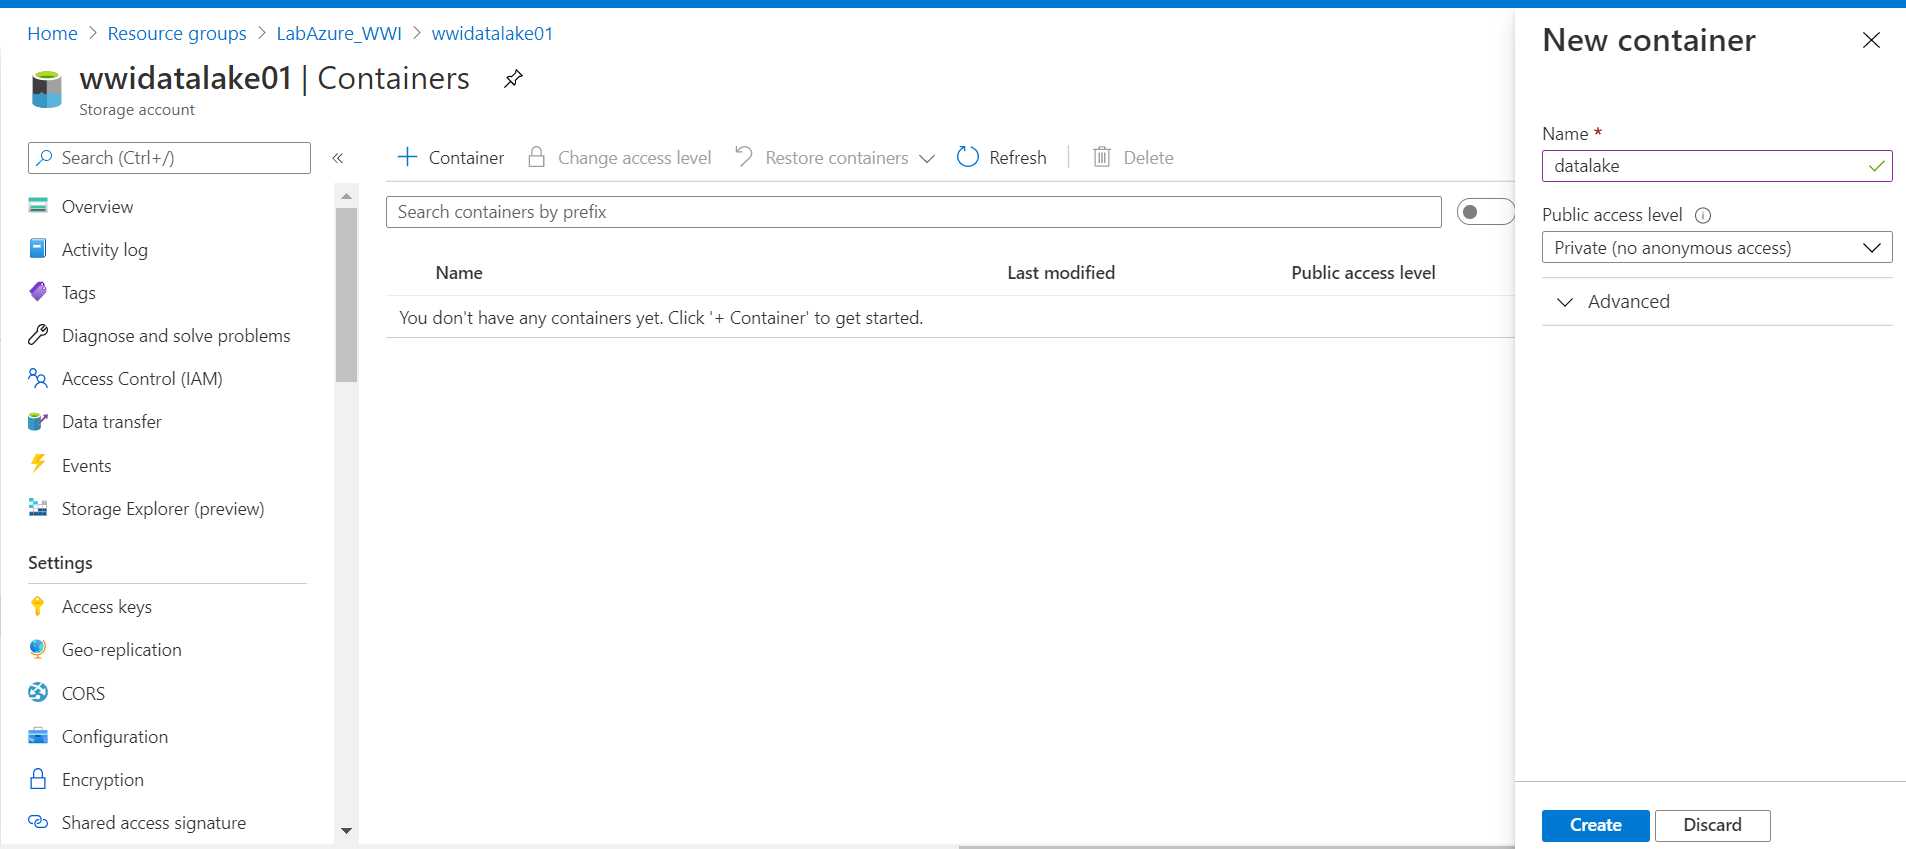 Home > Resource groups > LabAzure_WWI > wwidatalake01
wwidatalake01 | Containers
Storage account
Search (Ctrl+/)
«
Overview
Activity log
Tags
Diagnose and solve problems
Access Control (IAM)
Data transfer
Events
Storage Explorer (preview)
Settings
Access keys
Geo-replication
CORS
Configuration
Encryption
Shared access signature
+ Container Change access level Restore containers Refresh | Delete
Search containers by prefix
Name Last modified Public access level
You don't have any containers yet. Click '+ Container' to get started.
New container
Name *
datalake
Public access level
Private (no anonymous access)
Advanced
Create Discard